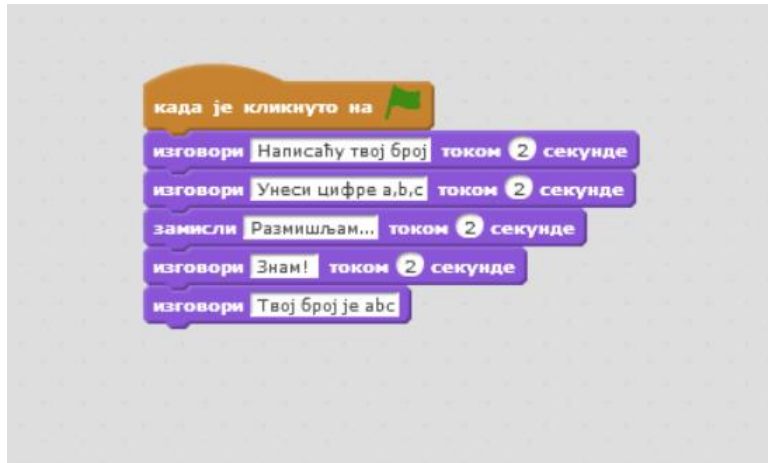 када је кликнуто на
изговори Написаћу твој број током 2 секунде
изговори Унеси цифре a,b,c током 2 секунде
замисли Размишљам... током 2 секунде
изговори Знам! током 2 секунде
изговори Твој број је abc